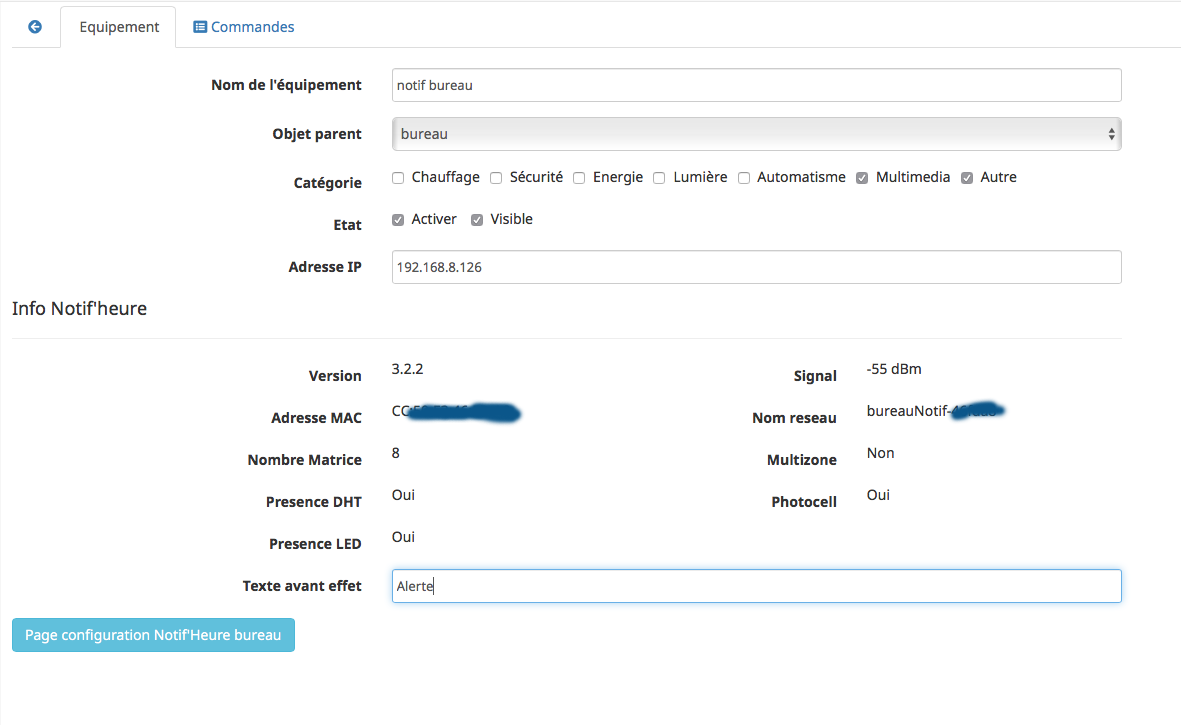 Equipement Commandes
Nom de l'équipement notif bureau
Objet parent bureau
Catégorie Chauffage Sécurité Energie Lumière Automatisme Multimedia Autre
Etat Activer Visible
Adresse IP 192.168.8.126
Info Notif'heure
Version 3.2.2 Signal -55 dBm
Adresse MAC Nom reseau bureauNotif-
Nombre Matrice 8 Multizone Non
Presence DHT Oui Photocell Oui
Presence LED Oui
Texte avant effet Alerte
Page configuration Notif'Heure bureau